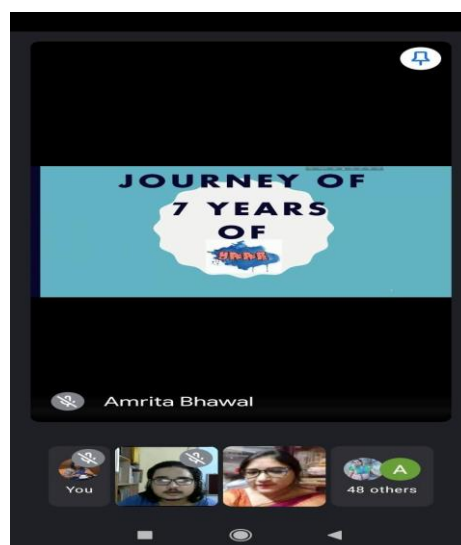 JOURNEY OF
7 YEARS
OF
Amrita Bhawal
You
A
48 others